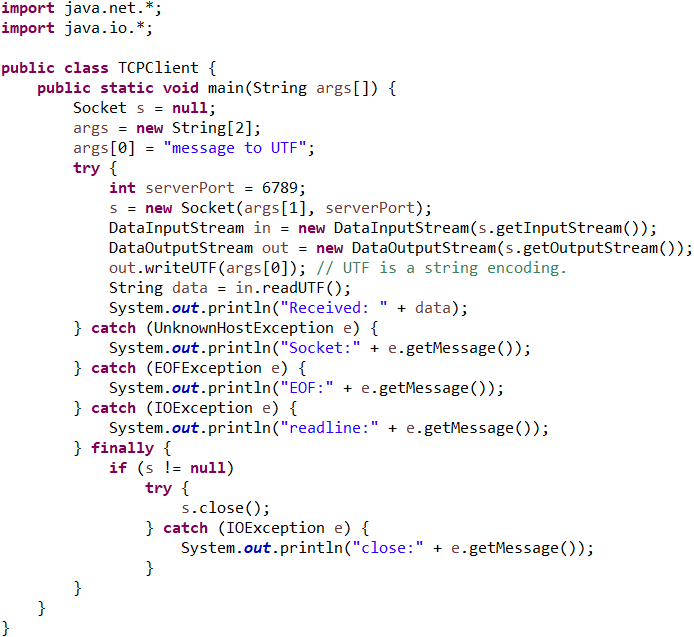 import java.net.*;
import java.io.*;

public class TCPClient {
    public static void main(String args[]) {
        Socket s = null;
        args = new String[2];
        args[0] = "message to UTF";
        try {
            int serverPort = 6789;
            s = new Socket(args[1], serverPort);
            DataInputStream in = new DataInputStream(s.getInputStream());
            DataOutputStream out = new DataOutputStream(s.getOutputStream());
            out.writeUTF(args[0]); // UTF is a string encoding.
            String data = in.readUTF();
            System.out.println("Received: " + data);
        } catch (UnknownHostException e) {
            System.out.println("Socket:" + e.getMessage());
        } catch (EOFException e) {
            System.out.println("EOF:" + e.getMessage());
        } catch (IOException e) {
            System.out.println("readline:" + e.getMessage());
        } finally {
            if (s != null)
                try {
                    s.close();
                } catch (IOException e) {
                    System.out.println("close:" + e.getMessage());
                }
        }
    }
}